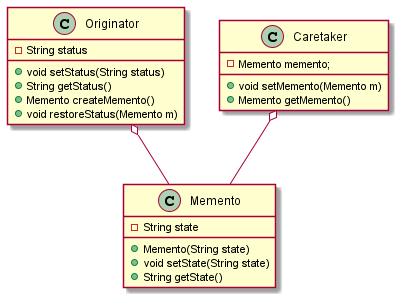 C Originator
String status
void setStatus(String status)
String getStatus()
Memento createMemento()
void restoreStatus(Memento m)
C Caretaker
Memento memento;
void setMemento(Memento m)
Memento getMemento()
C Memento
String state
Memento(String state)
void setState(String state)
String getState()